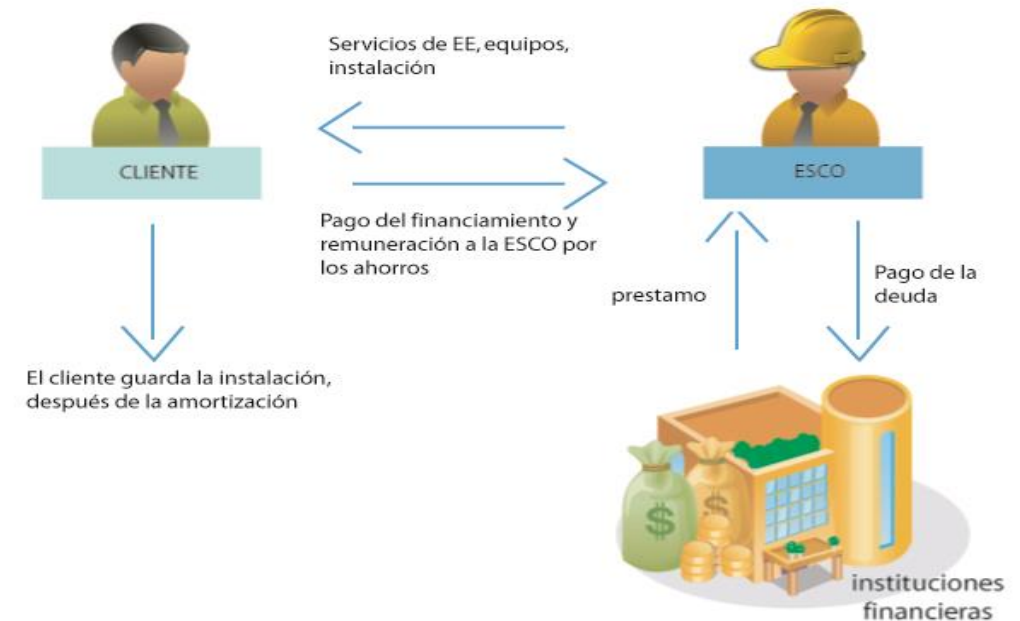 Servicios de EE, equipos,
instalación
CLIENTE
ESCO
Pago del financiamiento y
remuneración a la ESCO por
los ahorros
prestamo
Pago de la
deuda
El cliente guarda la instalación,
después de la amortización
$
$
instituciones
financieras